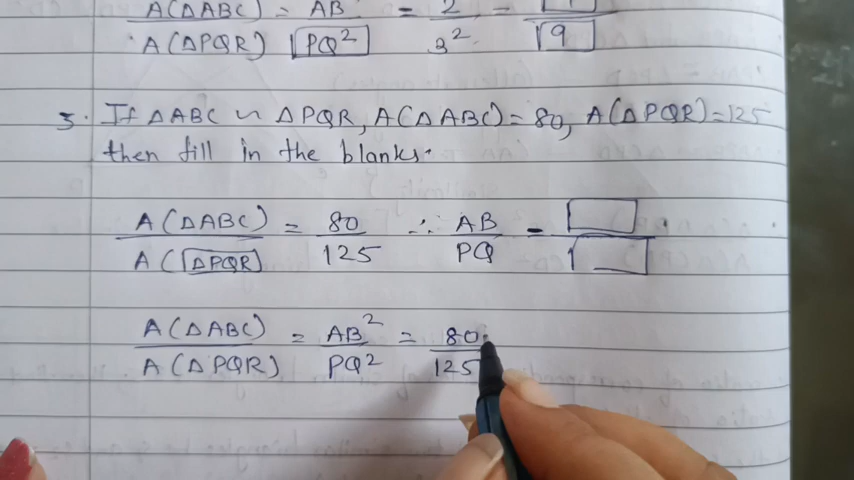 A(ΔABC) = AB = 2 =
A(ΔPQR) PQ² 3² 9
3. If ΔABC ~ ΔPQR, A(ΔABC)=80, A(ΔPQR)=125
then fill in the blanks.
A(ΔABC) = 80 ∴ AB =
A(ΔPQR) 125 PQ
A(ΔABC) = AB² = 80
A(ΔPQR) PQ² 125